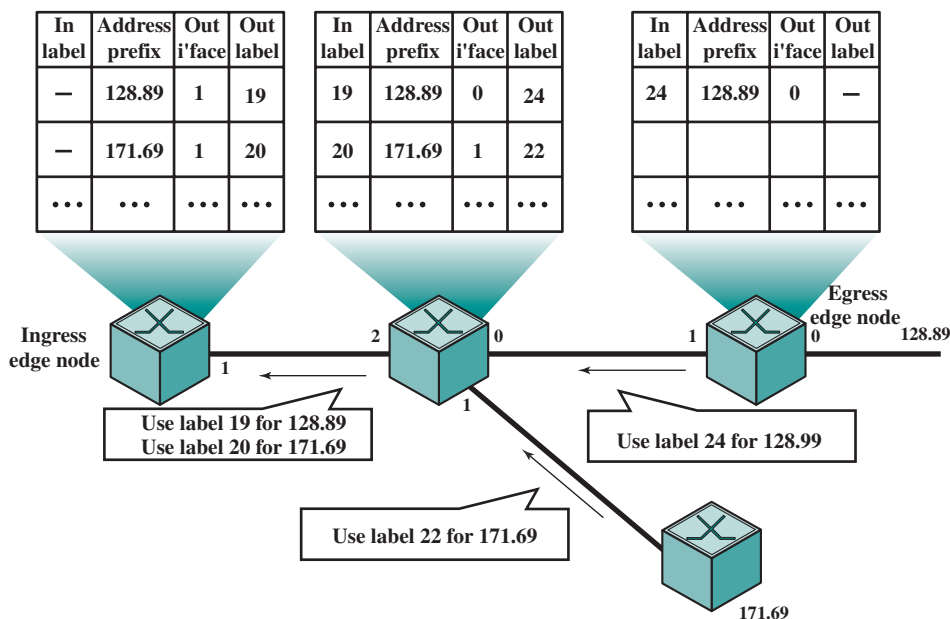 In label Address prefix Out i'face Out label
– 128.89 1 19
– 171.69 1 20
••• ••• ••• •••
In label Address prefix Out i'face Out label
19 128.89 0 24
20 171.69 1 22
••• ••• ••• •••
In label Address prefix Out i'face Out label
24 128.89 0 –
••• ••• ••• •••
Ingress
edge node
1
2
0
1
1
Egress
edge node
0
128.89
Use label 19 for 128.89
Use label 20 for 171.69
Use label 24 for 128.99
Use label 22 for 171.69
171.69